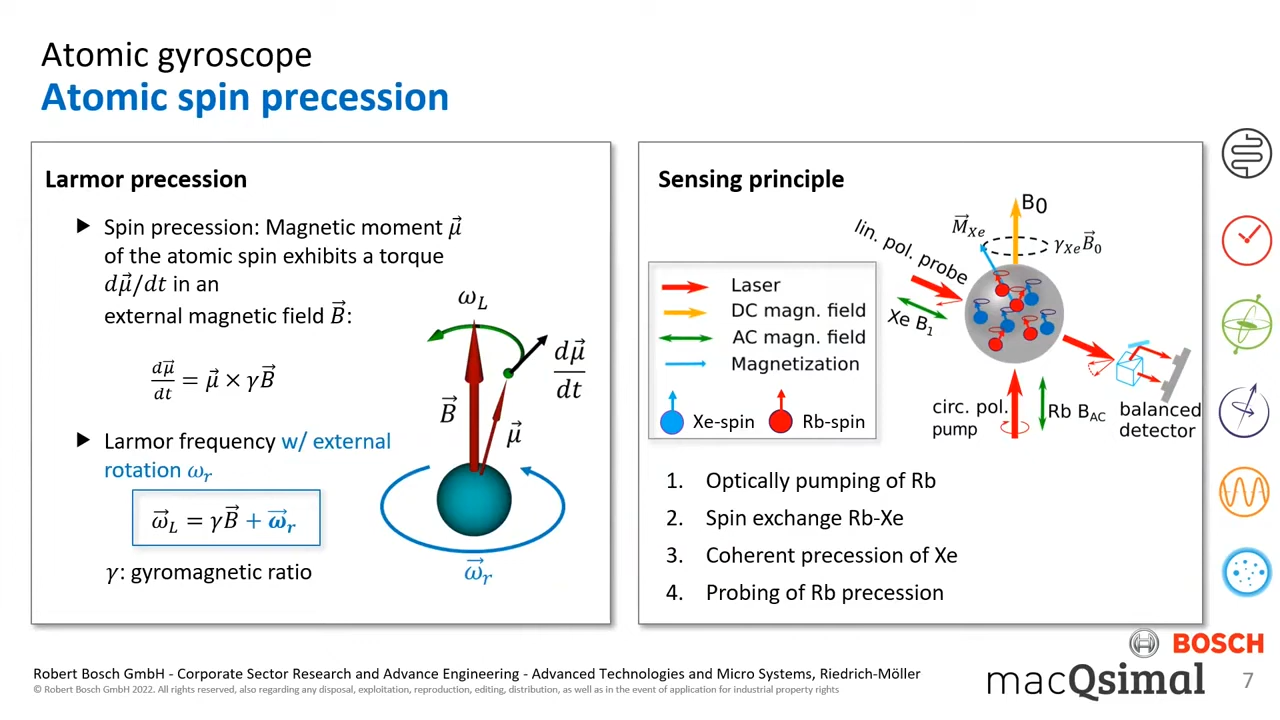 Atomic gyroscope
Atomic spin precession
Larmor precession
▶ Spin precession: Magnetic moment μ⃗
of the atomic spin exhibits a torque
dμ⃗/dt in an
external magnetic field B⃗:
dμ⃗/dt = μ⃗ × γB⃗
▶ Larmor frequency w/ external
rotation ω_r
ω⃗_L = γB⃗ + ω⃗_r
γ: gyromagnetic ratio
ω_L
dμ⃗/dt
B⃗
μ⃗
ω⃗_r
Sensing principle
B0
M⃗_Xe
γ_Xe B⃗_0
lin. pol. probe
Xe B₁
Laser
DC magn. field
AC magn. field
Magnetization
Xe-spin
Rb-spin
circ. pol.
pump
Rb B_AC
balanced
detector
1. Optically pumping of Rb
2. Spin exchange Rb-Xe
3. Coherent precession of Xe
4. Probing of Rb precession
BOSCH
Robert Bosch GmbH - Corporate Sector Research and Advance Engineering - Advanced Technologies and Micro Systems, Riedrich-Möller
© Robert Bosch GmbH 2022. All rights reserved, also regarding any disposal, exploitation, reproduction, editing, distribution, as well as in the event of application for industrial property rights
macQsimal
7